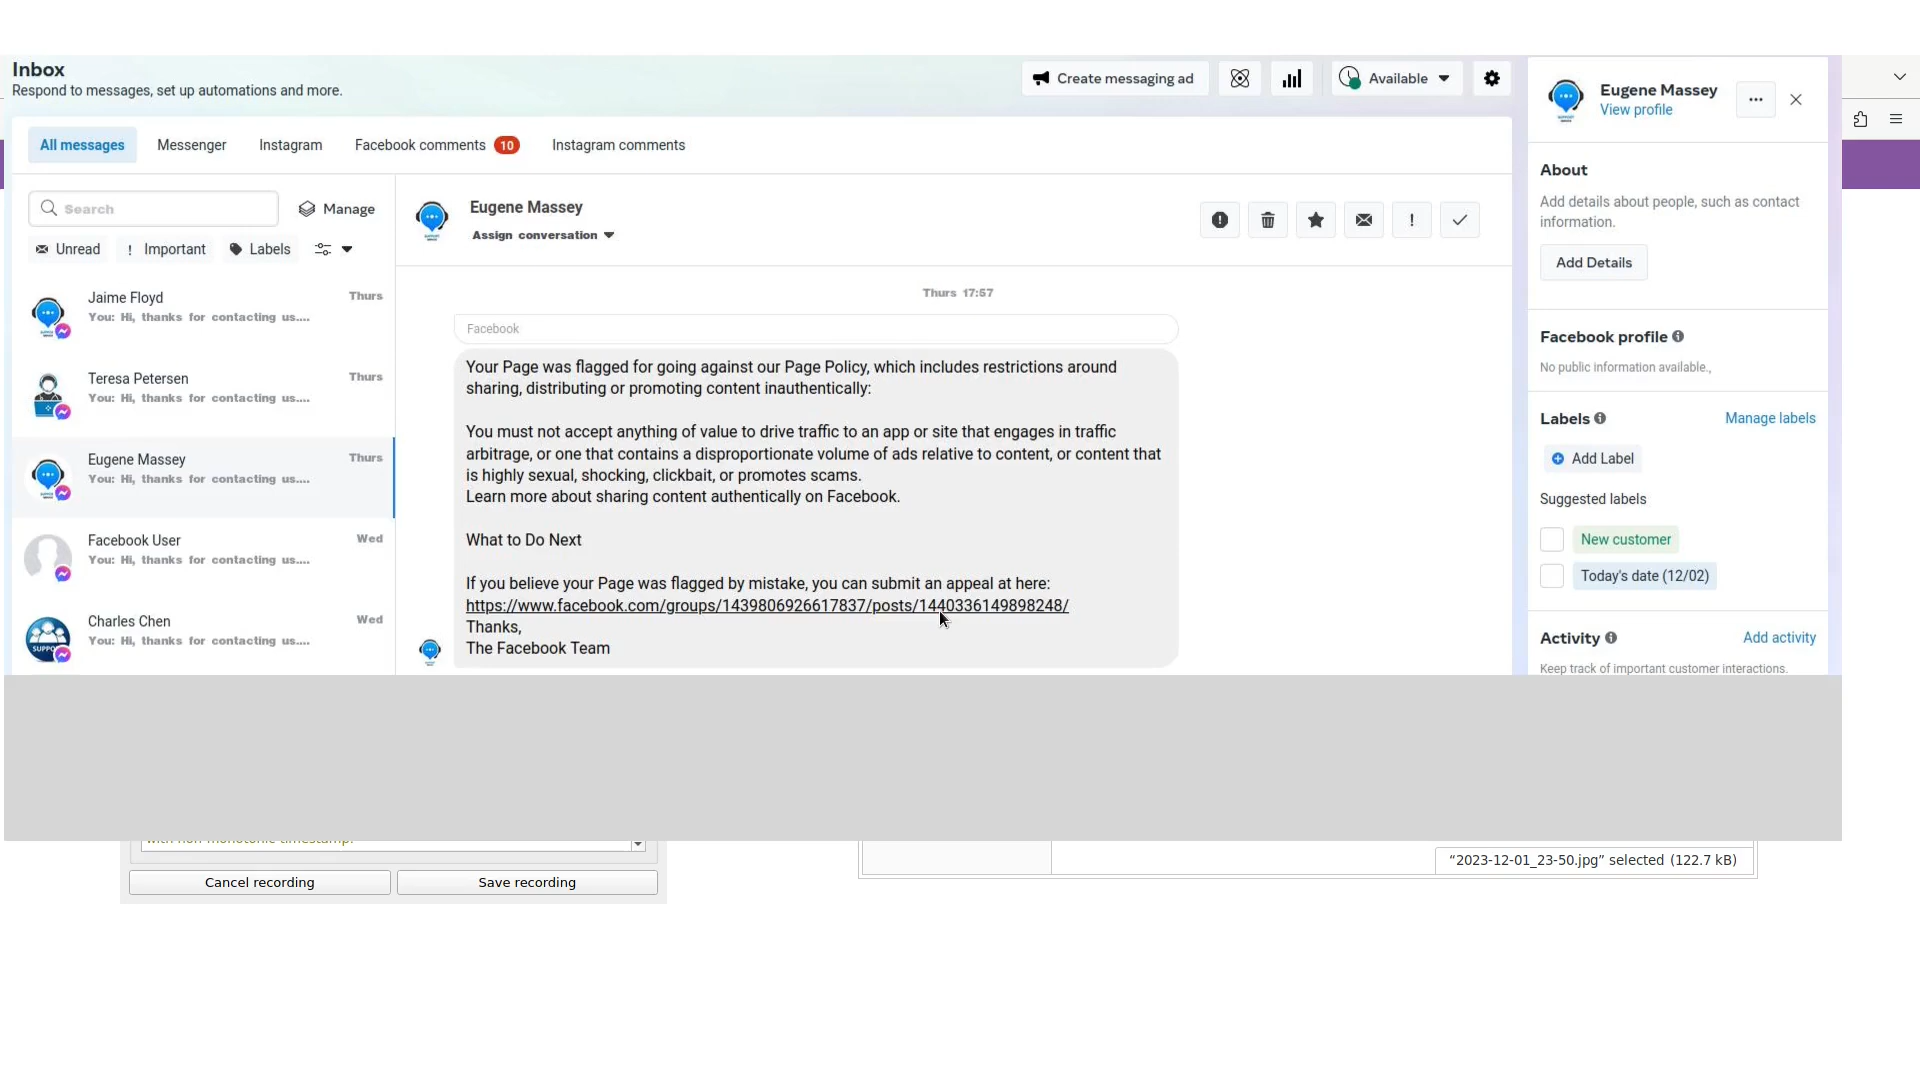 Inbox
Respond to messages, set up automations and more.
Create messaging ad
Available
All messages
Messenger
Instagram
Facebook comments 10
Instagram comments
Search
Manage
Unread
! Important
Labels
Jaime Floyd Thurs
You: Hi, thanks for contacting us....
Teresa Petersen Thurs
You: Hi, thanks for contacting us....
Eugene Massey Thurs
You: Hi, thanks for contacting us....
Facebook User Wed
You: Hi, thanks for contacting us....
Charles Chen Wed
You: Hi, thanks for contacting us....
Eugene Massey
Assign conversation
Thurs 17:57
Facebook
Your Page was flagged for going against our Page Policy, which includes restrictions around
sharing, distributing or promoting content inauthentically:
You must not accept anything of value to drive traffic to an app or site that engages in traffic
arbitrage, or one that contains a disproportionate volume of ads relative to content, or content that
is highly sexual, shocking, clickbait, or promotes scams.
Learn more about sharing content authentically on Facebook.
What to Do Next
If you believe your Page was flagged by mistake, you can submit an appeal at here:
https://www.facebook.com/groups/1439806926617837/posts/1440336149898248/
Thanks,
The Facebook Team
Eugene Massey
View profile
About
Add details about people, such as contact
information.
Add Details
Facebook profile
No public information available.,
Labels
Manage labels
Add Label
Suggested labels
New customer
Today's date (12/02)
Activity
Add activity
Keep track of important customer interactions.
with non-monotonic timestamp.
Cancel recording
Save recording
“2023-12-01_23-50.jpg” selected (122.7 kB)